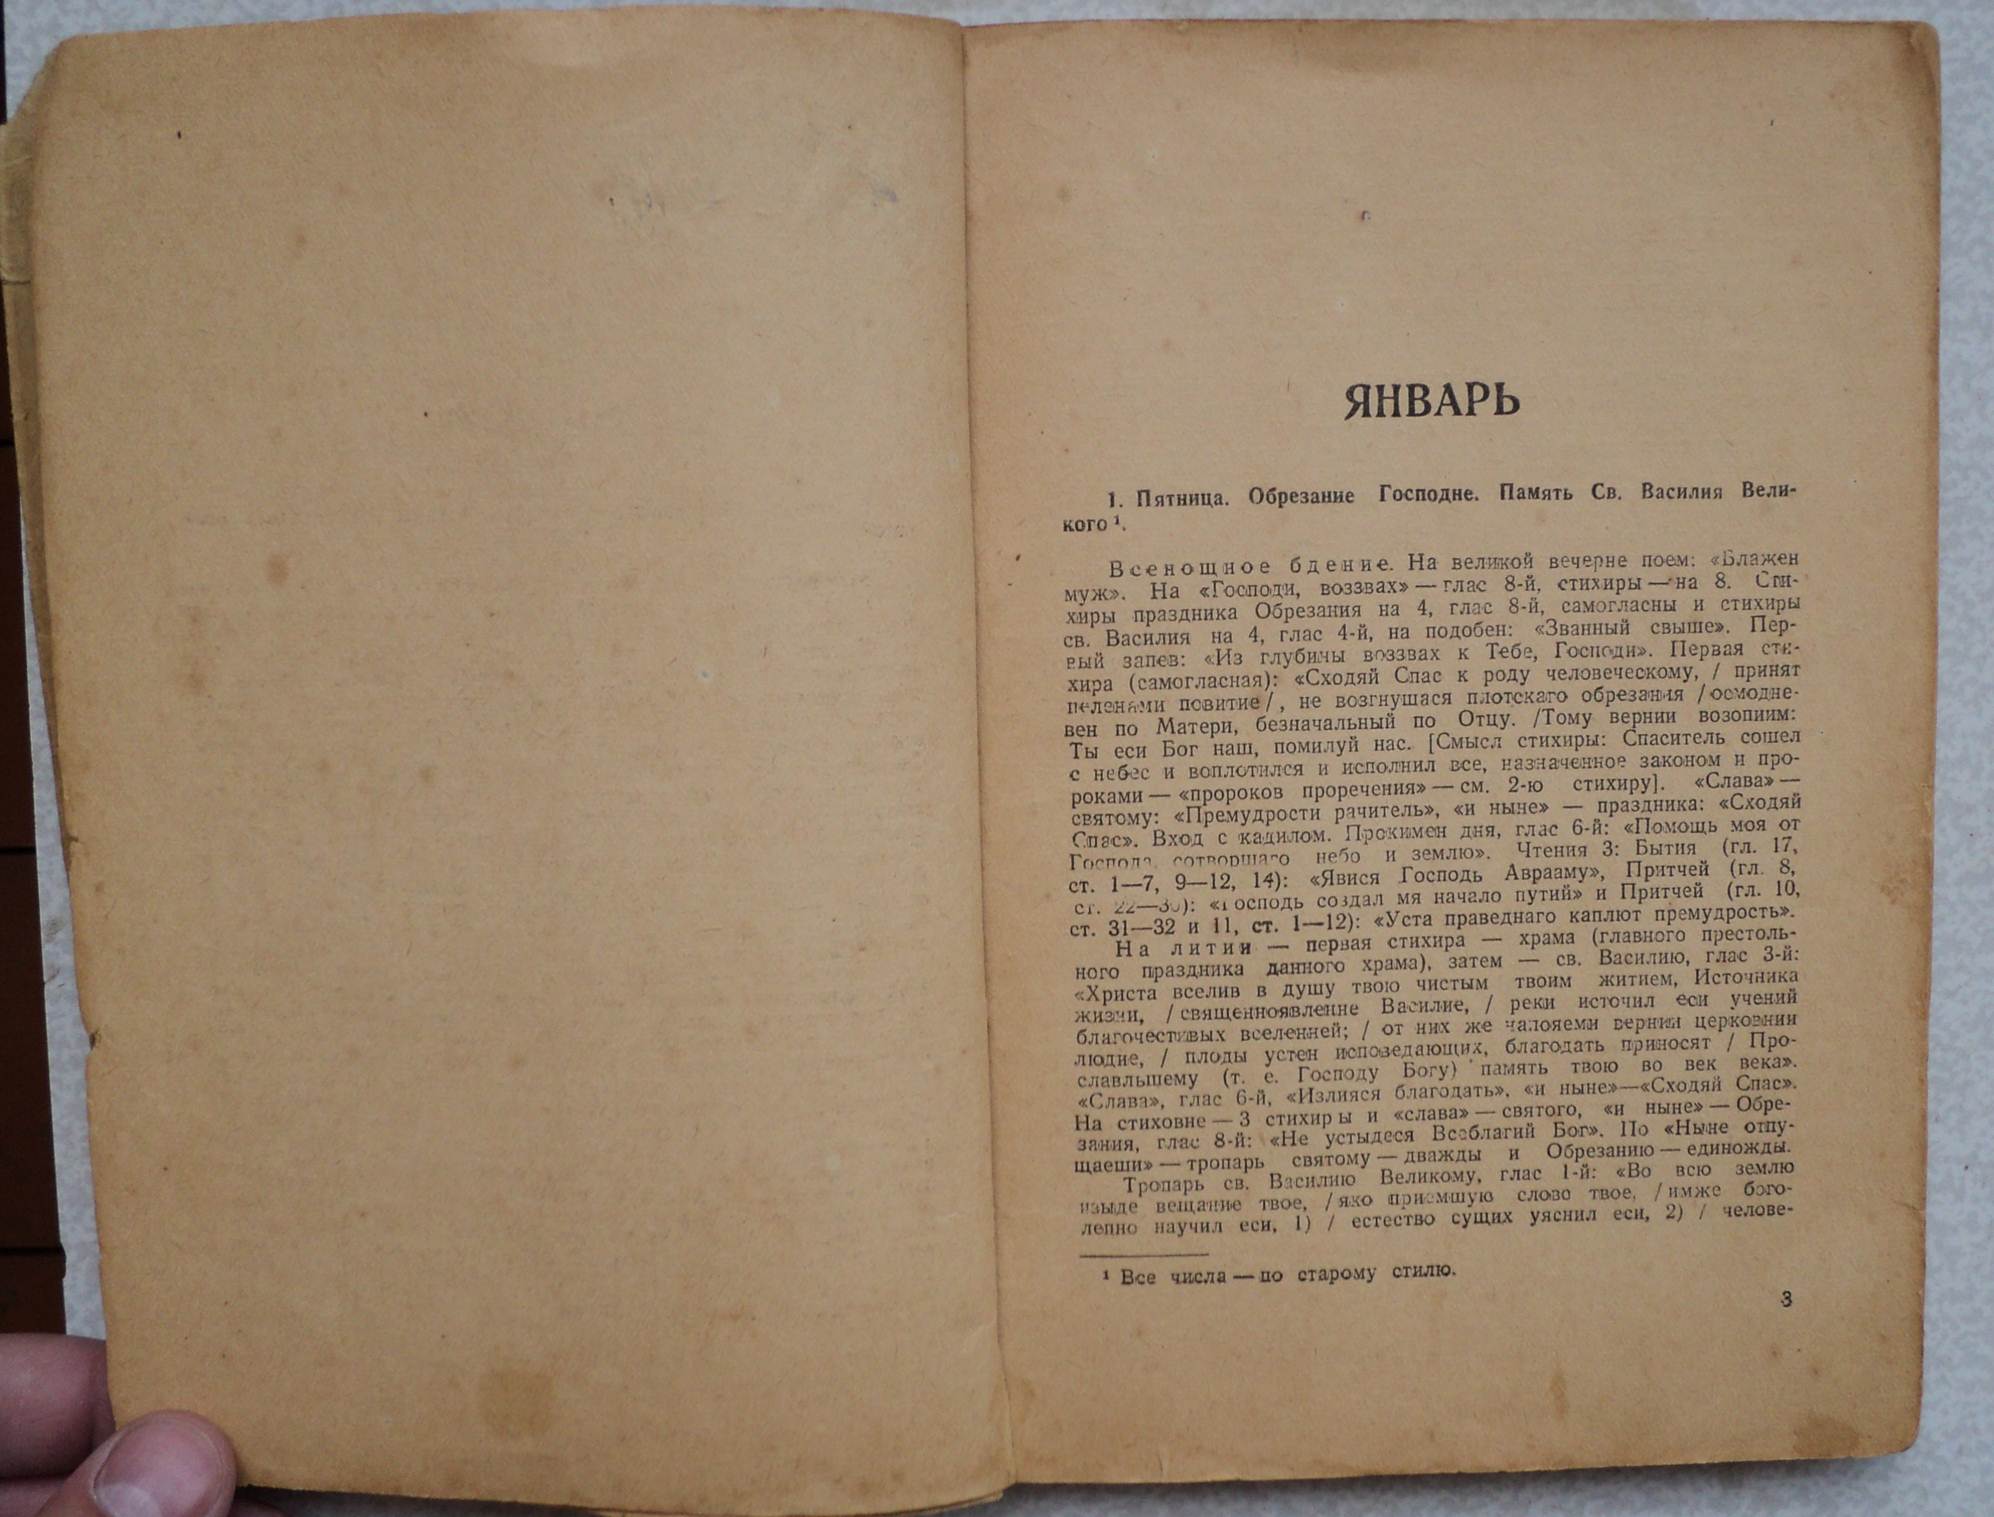 ЯНВАРЬ
1. Пятница. Обрезание Господне. Память Св. Василия Вели-
кого ¹.
Всенощное бдение. На великой вечерне поем: «Блажен
муж». На «Господи, воззвах» — глас 8-й, стихиры — на 8. Сти-
хиры праздника Обрезания на 4, глас 8-й, самогласны и стихиры
св. Василия на 4, глас 4-й, на подобен: «Званный свыше». Пер-
вый запев: «Из глубины воззвах к Тебе, Господи». Первая сти-
хира (самогласная): «Сходяй Спас к роду человеческому, / принят
пеленами повитие/, не возгнушася плотскаго обрезания / осмодне-
вен по Матери, безначальный по Отцу. /Тому вернии возопиим:
Ты еси Бог наш, помилуй нас. [Смысл стихиры: Спаситель сошел
с небес и воплотился и исполнил все, назначенное законом и про-
роками — «пророков проречения» — см. 2-ю стихиру]. «Слава» —
святому: «Премудрости рачитель», «и ныне» — праздника: «Сходяй
Спас». Вход с кадилом. Прокимен дня, глас 6-й: «Помощь моя от
Господа, сотворшаго небо и землю». Чтения 3: Бытия (гл. 17,
ст. 1—7, 9—12, 14): «Явися Господь Аврааму», Притчей (гл. 8,
ст. 22—30): «Господь создал мя начало путий» и Притчей (гл. 10,
ст. 31—32 и 11, ст. 1—12): «Уста праведнаго каплют премудрость».
На литии — первая стихира — храма (главного престоль-
ного праздника данного храма), затем — св. Василию, глас 3-й:
«Христа вселив в душу твою чистым твоим житием, Источника
жизни, / священноявленне Василие, / реки источил еси учений
благочестивых вселенней; / от них же напояеми вернии церковнии
людие, / плоды устен исповедающих, благодать приносят / Про-
славльшему (т. е. Господу Богу) память твою во век века».
«Слава», глас 6-й, «Излияся благодать», «и ныне»—«Сходяй Спас».
На стиховне — 3 стихиры и «слава» — святого, «и ныне» — Обре-
зания, глас 8-й: «Не устыдеся Всеблагий Бог». По «Ныне отпу-
щаеши» — тропарь святому — дважды и Обрезанию — единожды.
Тропарь св. Василию Великому, глас 1-й: «Во всю землю
изыде вещание твое, / яко приемшую слово твое, / имже бого-
лепно научил еси, 1) / естество сущих уяснил еси, 2) / челове-
¹ Все числа — по старому стилю.
3